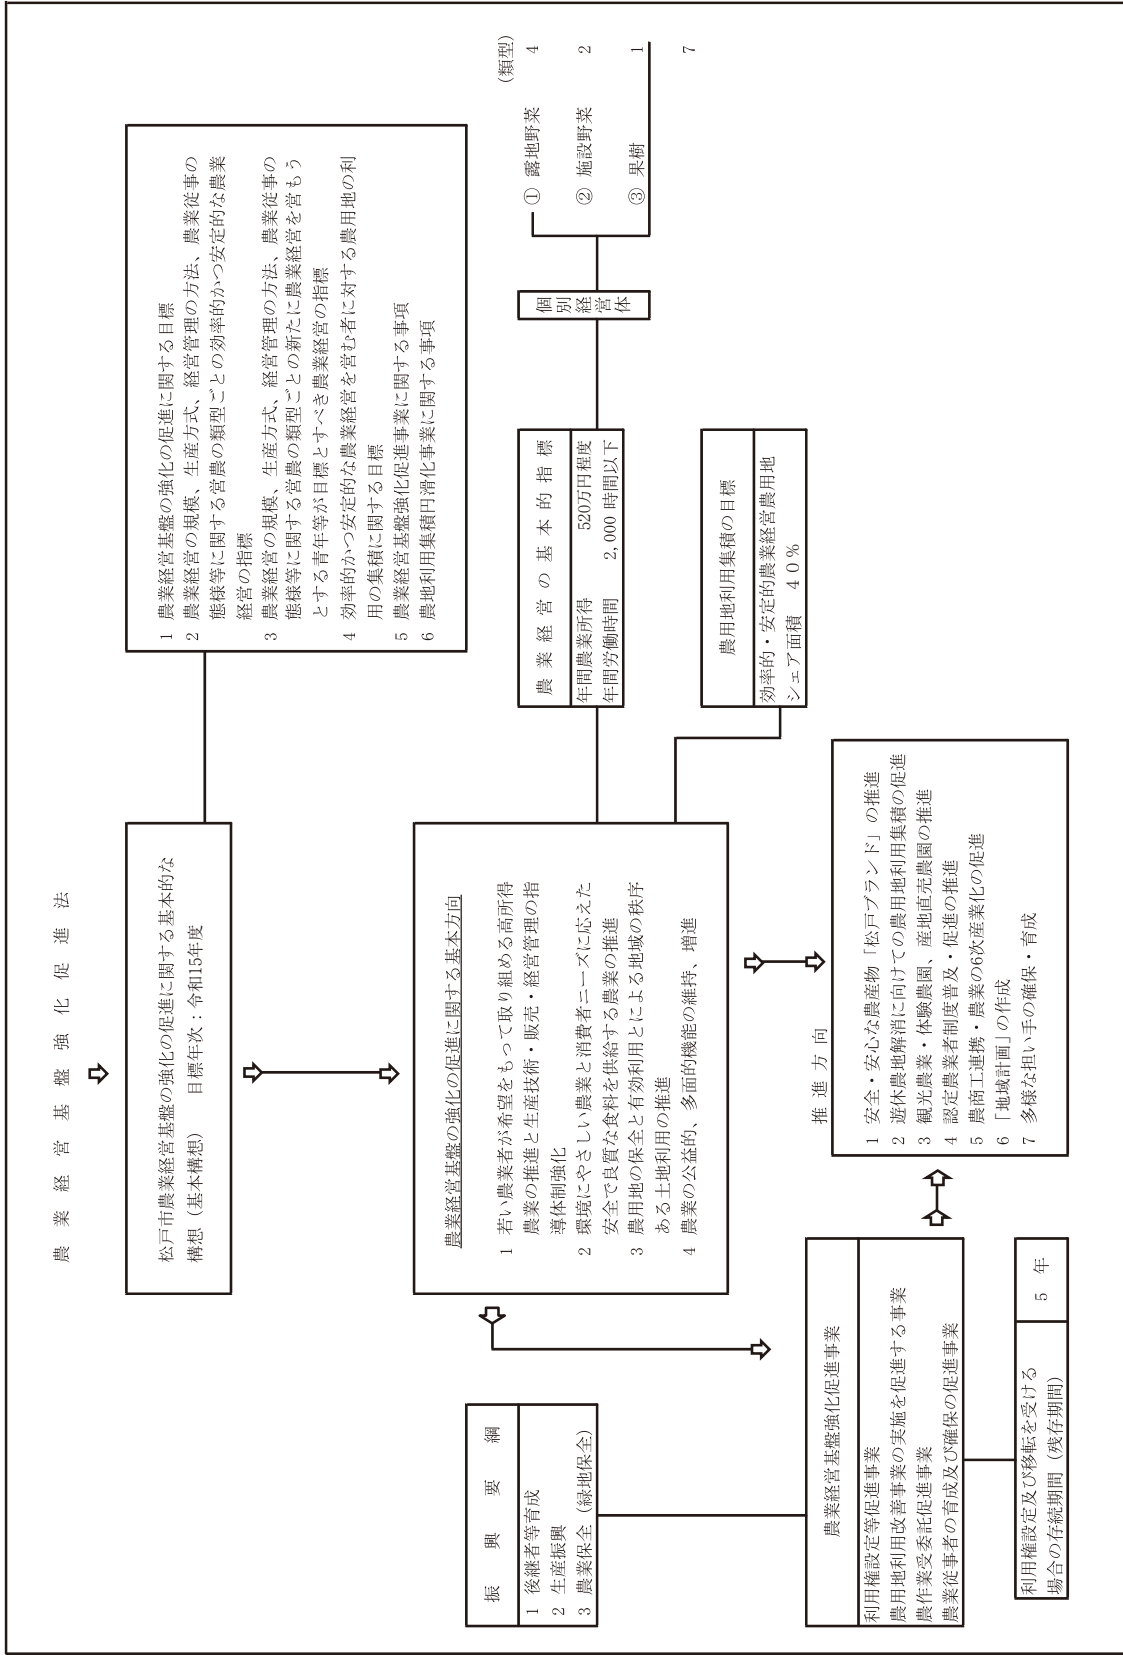 農業経営基盤強化促進法
松戸市農業経営基盤の強化の促進に関する基本的な
構想（基本構想）　目標年次：令和15年度
1 農業経営基盤の強化の促進に関する目標
2 農業経営の規模、生産方式、経営管理の方法、農業従事の
態様等に関する営農の類型ごとの効率的かつ安定的な農業
経営の指標
3 農業経営の規模、生産方式、経営管理の方法、農業従事の
態様等に関する営農の類型ごとの新たに農業経営を営もう
とする青年等が目標とすべき農業経営の指標
4 効率的かつ安定的な農業経営を営む者に対する農用地の利
用の集積に関する目標
5 農業経営基盤強化促進事業に関する事項
6 農地利用集積円滑化事業に関する事項
農業経営基盤の強化の促進に関する基本方向
1 若い農業者が希望をもって取り組める高所得
農業の推進と生産技術・販売・経営管理の指
導体制強化
2 環境にやさしい農業と消費者ニーズに応えた
安全で良質な食料を供給する農業の推進
3 農用地の保全と有効利用とによる地域の秩序
ある土地利用の推進
4 農業の公益的、多面的機能の維持、増進
農業経営の基本的指標
年間農業所得　520万円程度
年間労働時間　2,000時間以下
個別
経営
体
（類型）
① 露地野菜　4
② 施設野菜　2
③ 果樹　1
7
農用地利用集積の目標
効率的・安定的農業経営農用地
シェア面積　４０％
振興要綱
1 後継者等育成
2 生産振興
3 農業保全（緑地保全）
農業経営基盤強化促進事業
利用権設定等促進事業
農用地利用改善事業の実施を促進する事業
農作業受委託促進事業
農業従事者の育成及び確保の促進事業
利用権設定及び移転を受ける
場合の存続期間（残存期間）
5 年
推進方向
1 安全・安心な農産物「松戸ブランド」の推進
2 遊休農地解消に向けての農用地利用集積の促進
3 観光農業・体験農園、産地直売農園の推進
4 認定農業者制度普及・促進の推進
5 農商工連携・農業の6次産業化の促進
6 「地域計画」の作成
7 多様な担い手の確保・育成